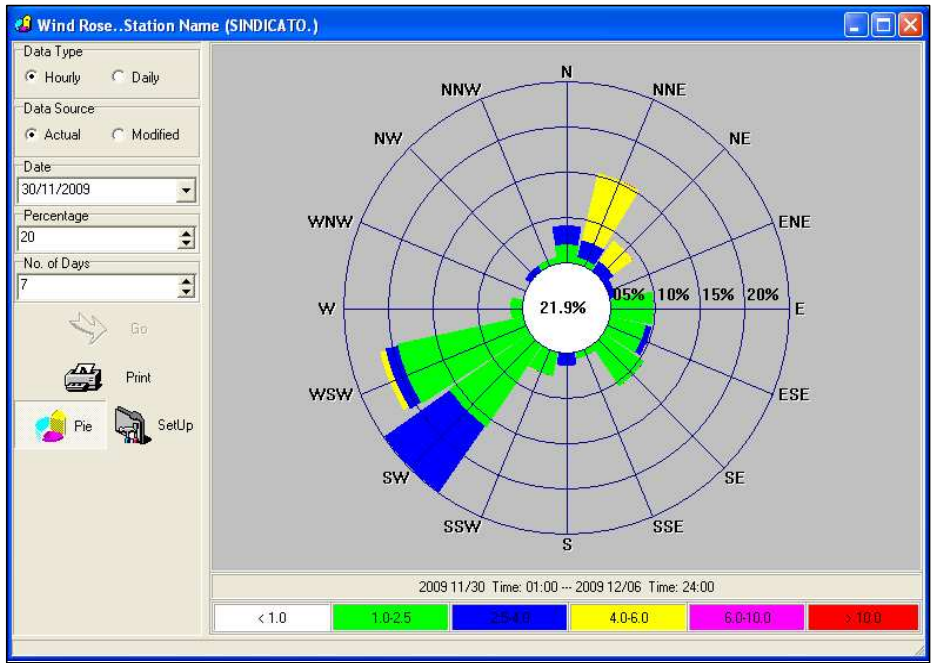 Wind Rose..Station Name (SINDICATO.)
Data Type
Hourly Daily
Data Source
Actual Modified
Date
30/11/2009
Percentage
20
No. of Days
7
Go
Print
Pie SetUp
N
NNW NNE
NW NE
WNW ENE
W 21.9% 05% 10% 15% 20% E
WSW ESE
SW SE
SSW SSE
S
2009 11/30 Time: 01:00 --- 2009 12/06 Time: 24:00
< 1.0 1.0-2.5 2.5-4.0 4.0-6.0 6.0-10.0 > 10.0